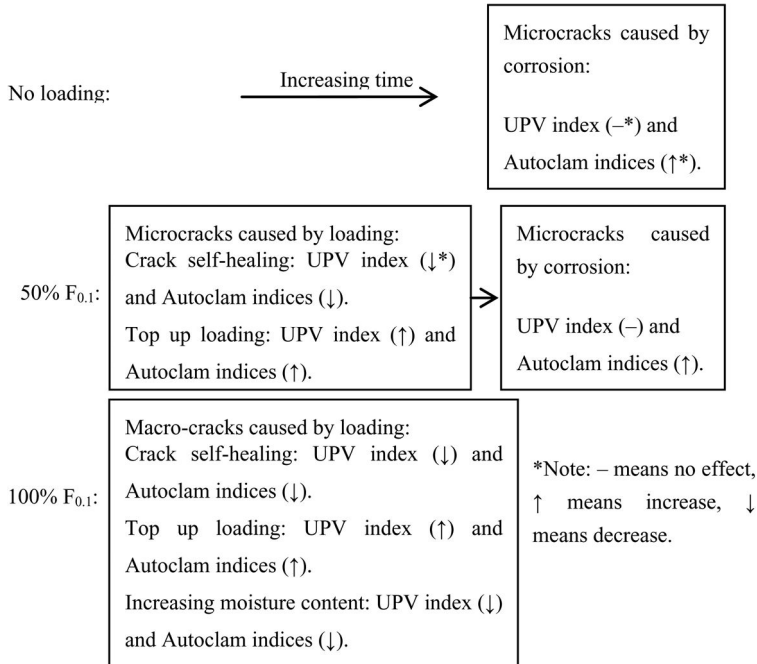 No loading:
Increasing time
Microcracks caused by
corrosion:
UPV index (–*) and
Autoclam indices (↑*).
50% F0.1:
Microcracks caused by loading:
Crack self-healing: UPV index (↓*)
and Autoclam indices (↓).
Top up loading: UPV index (↑) and
Autoclam indices (↑).
Microcracks caused
by corrosion:
UPV index (–) and
Autoclam indices (↑).
100% F0.1:
Macro-cracks caused by loading:
Crack self-healing: UPV index (↓) and
Autoclam indices (↓).
Top up loading: UPV index (↑) and
Autoclam indices (↑).
Increasing moisture content: UPV index (↓)
and Autoclam indices (↓).
*Note: – means no effect,
↑ means increase, ↓
means decrease.